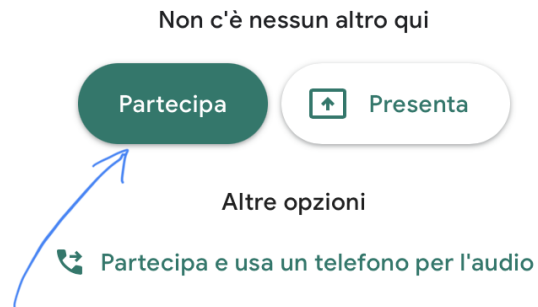 Non c'è nessun altro qui
Partecipa Presenta
Altre opzioni
Partecipa e usa un telefono per l'audio